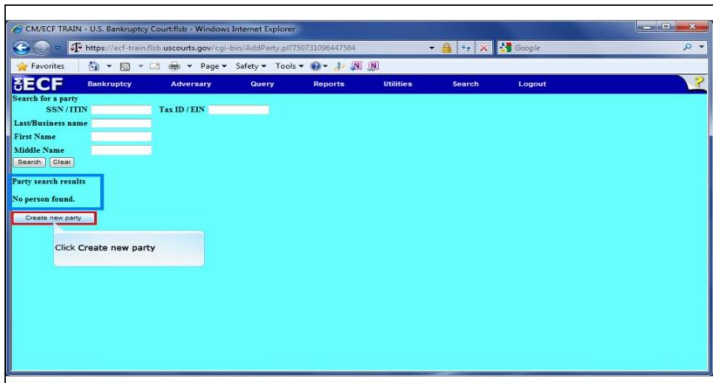 CM/ECF TRAIN - U.S. Bankruptcy Court:flsb - Windows Internet Explorer
https://ecf-train.flsb.uscourts.gov/cgi-bin/AddParty.pl?750731096447584
Google
Favorites Page Safety Tools
ECF Bankruptcy Adversary Query Reports Utilities Search Logout ?
Search for a party
SSN / ITIN Tax ID / EIN
Last/Business name
First Name
Middle Name
Search Clear
Party search results
No person found.
Create new party
Click Create new party